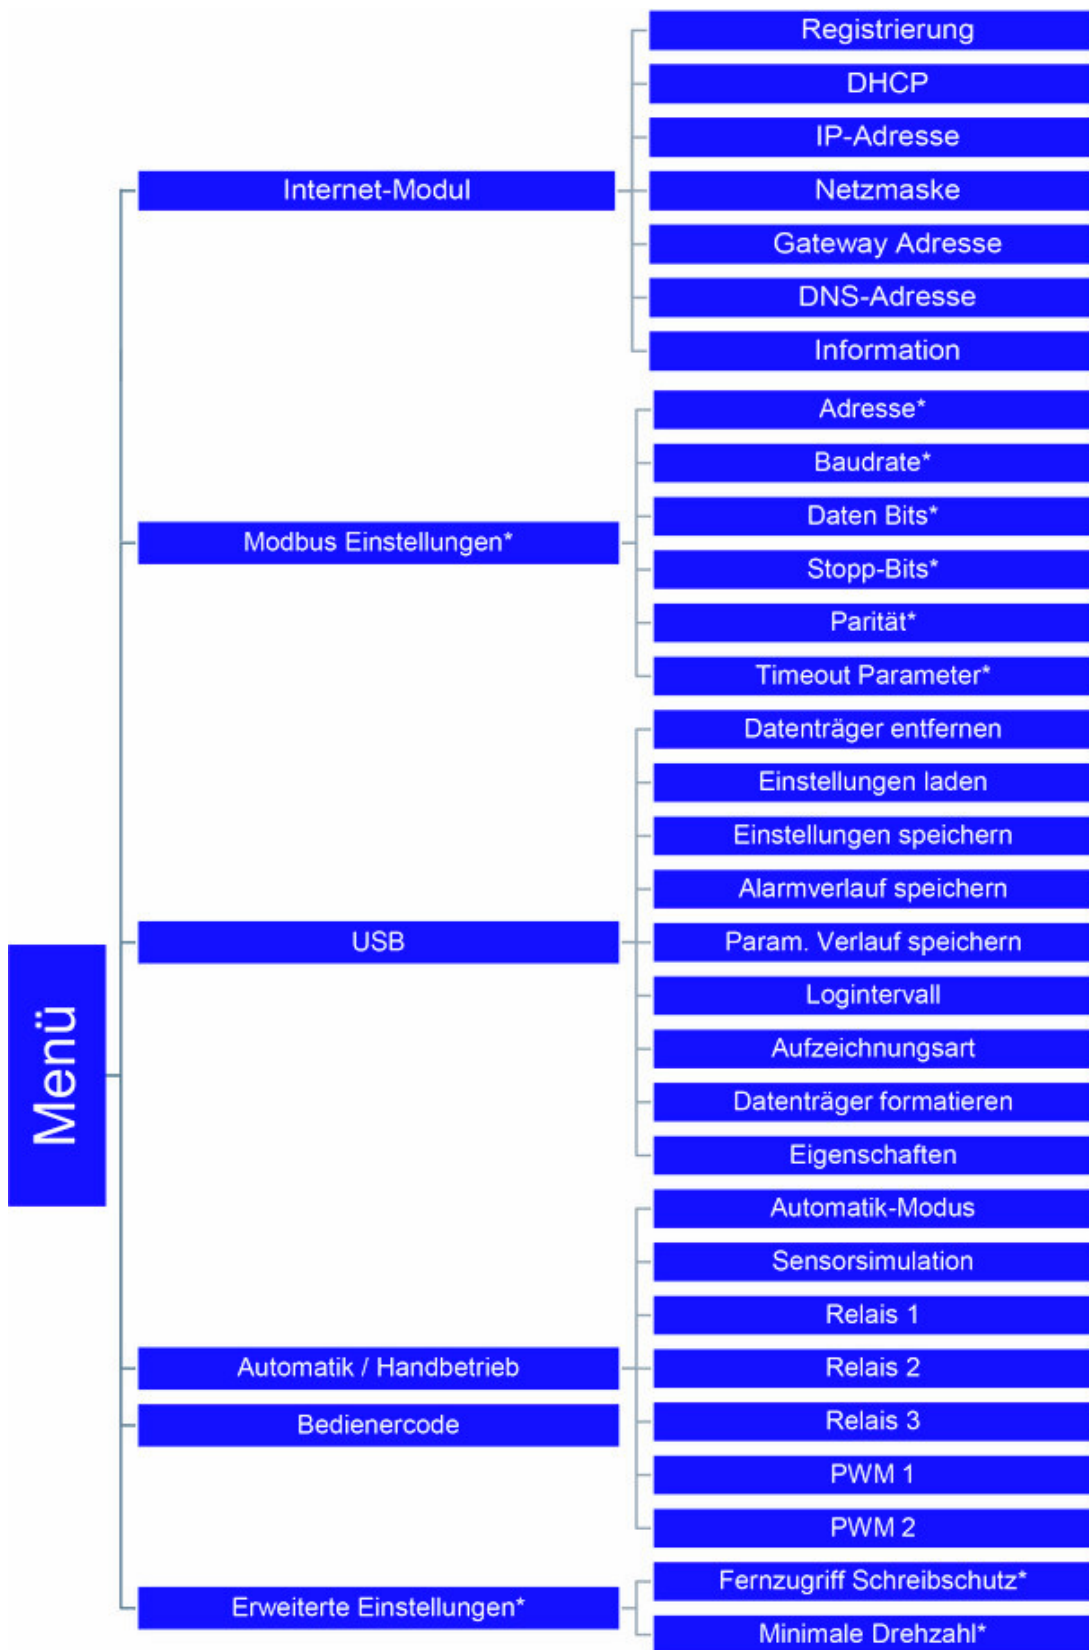 Menü
Internet-Modul
Registrierung
DHCP
IP-Adresse
Netzmaske
Gateway Adresse
DNS-Adresse
Information
Modbus Einstellungen*
Adresse*
Baudrate*
Daten Bits*
Stopp-Bits*
Parität*
Timeout Parameter*
USB
Datenträger entfernen
Einstellungen laden
Einstellungen speichern
Alarmverlauf speichern
Param. Verlauf speichern
Logintervall
Aufzeichnungsart
Datenträger formatieren
Eigenschaften
Automatik / Handbetrieb
Automatik-Modus
Sensorsimulation
Relais 1
Relais 2
Relais 3
PWM 1
PWM 2
Bedienercode
Erweiterte Einstellungen*
Fernzugriff Schreibschutz*
Minimale Drehzahl*